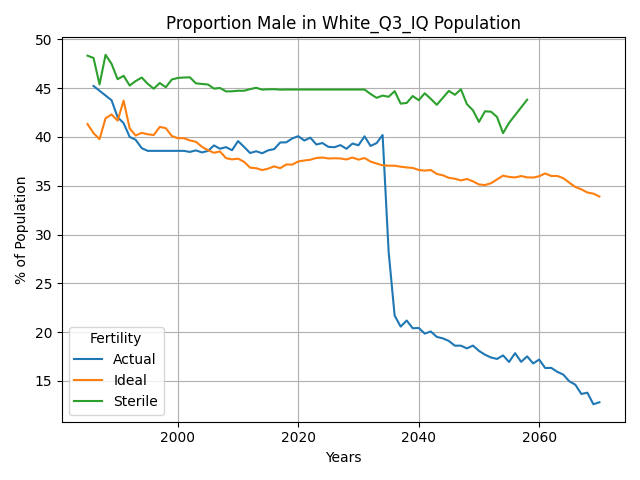 Proportion Male in White_Q3_IQ Population
50
45
40
35
30
25
20
15
% of Population
Fertility
Actual
Ideal
Sterile
2000
2020
2040
2060
Years